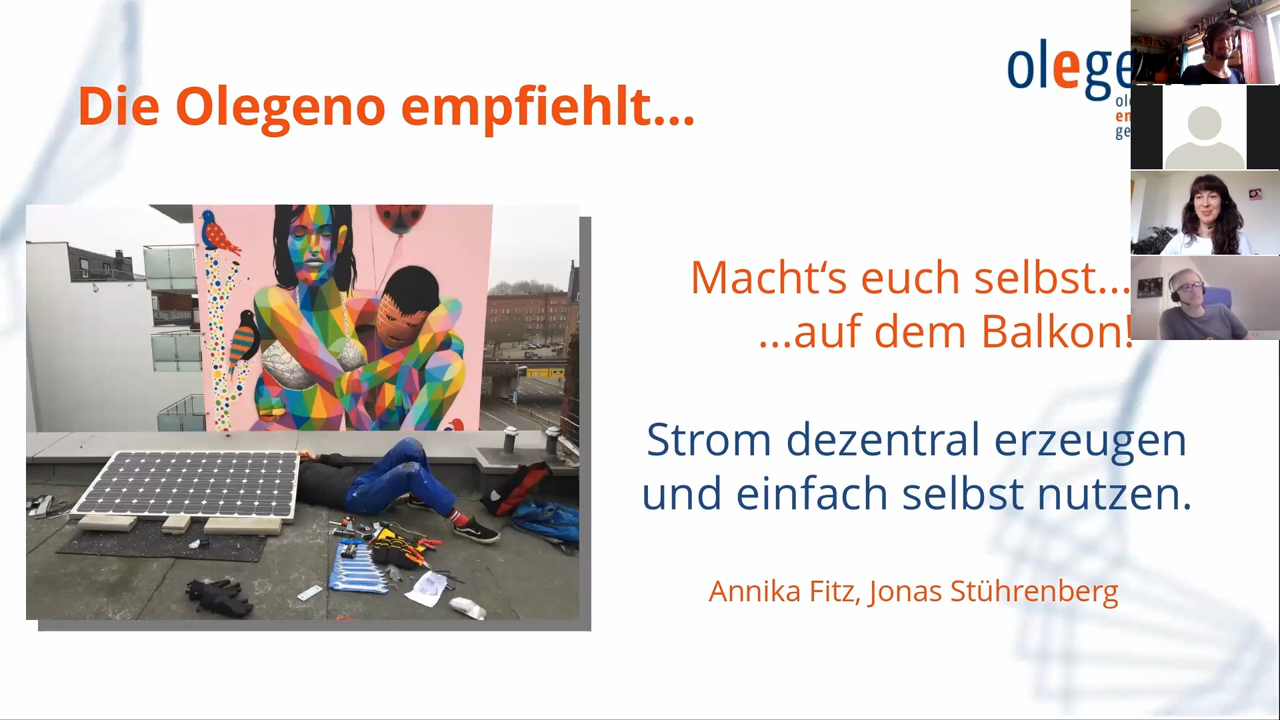 Die Olegeno empfiehlt...
Macht‘s euch selbst...
...auf dem Balkon!
Strom dezentral erzeugen
und einfach selbst nutzen.
Annika Fitz, Jonas Stührenberg